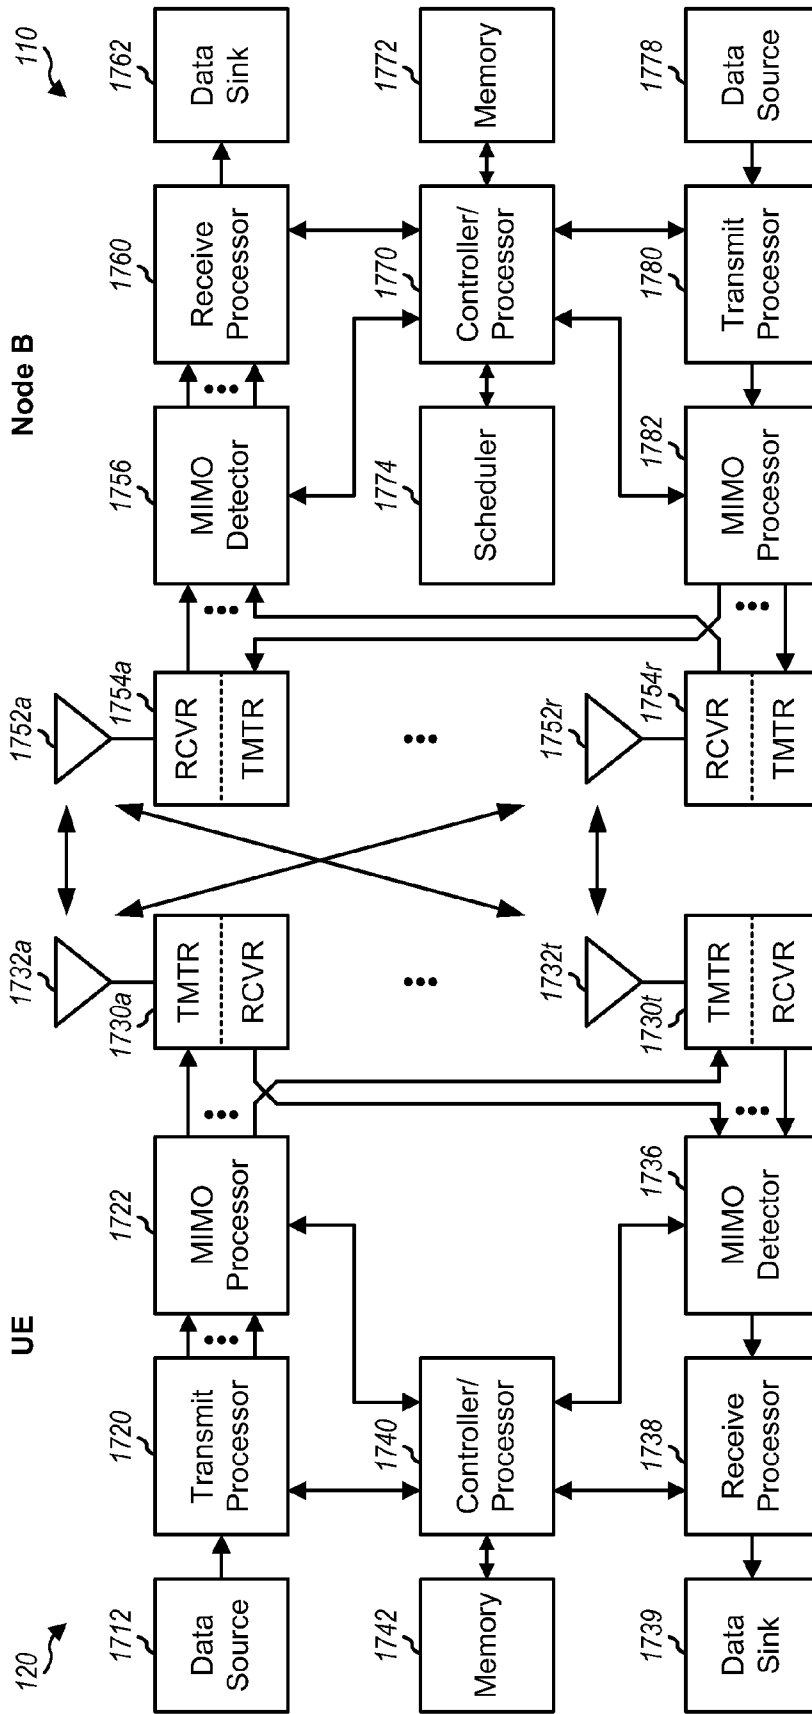 120
UE
Node B
110
1712
Data
Source
1720
Transmit
Processor
1722
MIMO
Processor
1732a
1730a
TMTR
RCVR
1752a
1754a
RCVR
TMTR
1756
MIMO
Detector
1760
Receive
Processor
1762
Data
Sink
1742
Memory
1740
Controller/
Processor
1774
Scheduler
1770
Controller/
Processor
1772
Memory
1739
Data
Sink
1738
Receive
Processor
1736
MIMO
Detector
1732t
1730t
TMTR
RCVR
1752r
1754r
RCVR
TMTR
1782
MIMO
Processor
1780
Transmit
Processor
1778
Data
Source